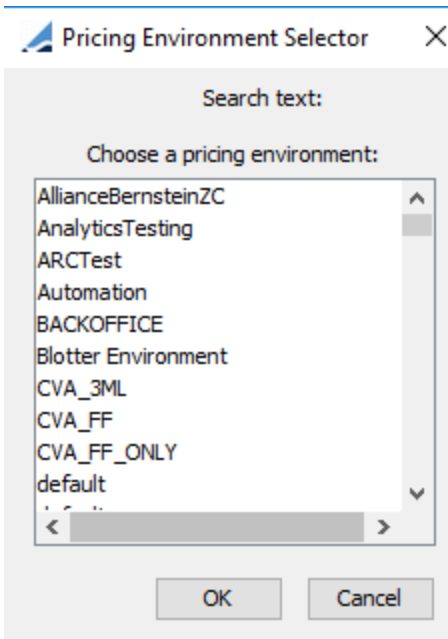 Pricing Environment Selector
Search text:
Choose a pricing environment:
AllianceBernsteinZC
AnalyticsTesting
ARCTest
Automation
BACKOFFICE
Blotter Environment
CVA_3ML
CVA_FF
CVA_FF_ONLY
default
OK Cancel